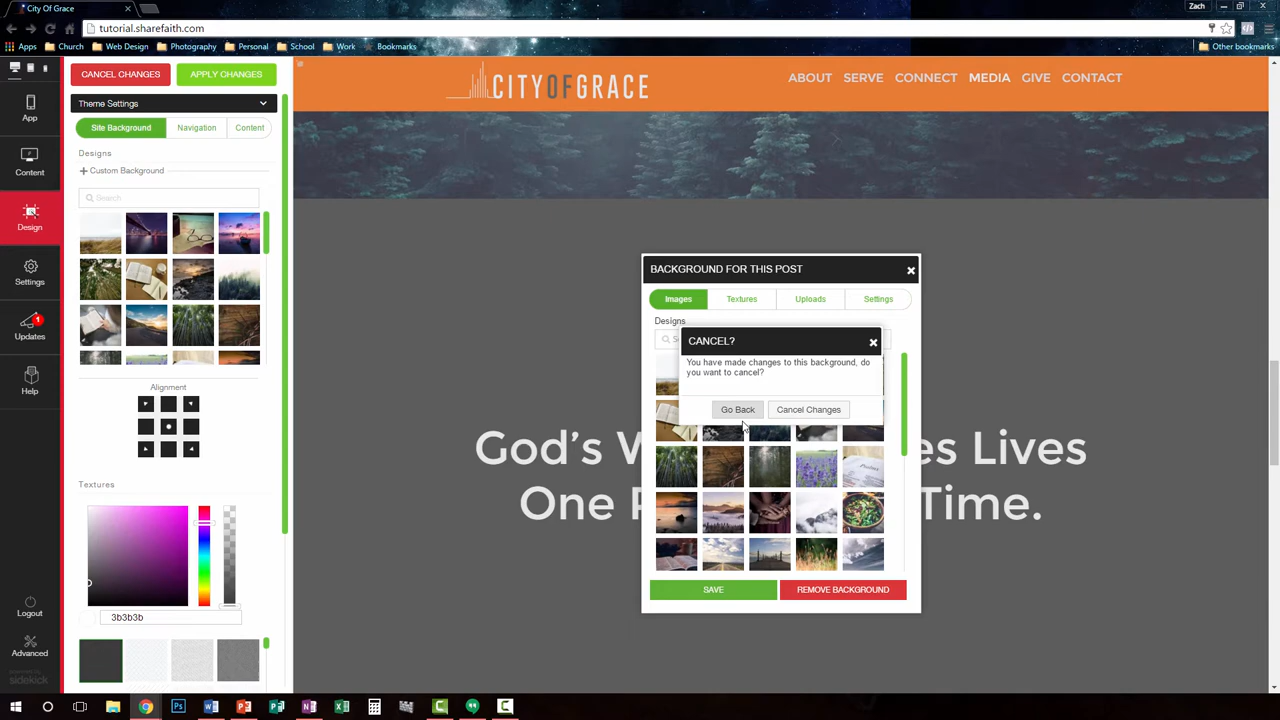 City Of Grace
Zach
tutorial.sharefaith.com
Apps
Church
Web Design
Photography
Personal
School
Work
Bookmarks
Other bookmarks
CANCEL CHANGES
APPLY CHANGES
Theme Settings
Site Background
Navigation
Content
Designs
Custom Background
Search
Alignment
Textures
3b3b3b
App
Content
Design
Settings
1
Updates
Help
Logout
Advanced
sidekick
CITYOFGRACE
ABOUT
SERVE
CONNECT
MEDIA
GIVE
CONTACT
BACKGROUND FOR THIS POST
Images
Textures
Uploads
Settings
Designs
CANCEL?
You have made changes to this background, do
you want to cancel?
Go Back
Cancel Changes
SAVE
REMOVE BACKGROUND
God's W es Lives
One Time.